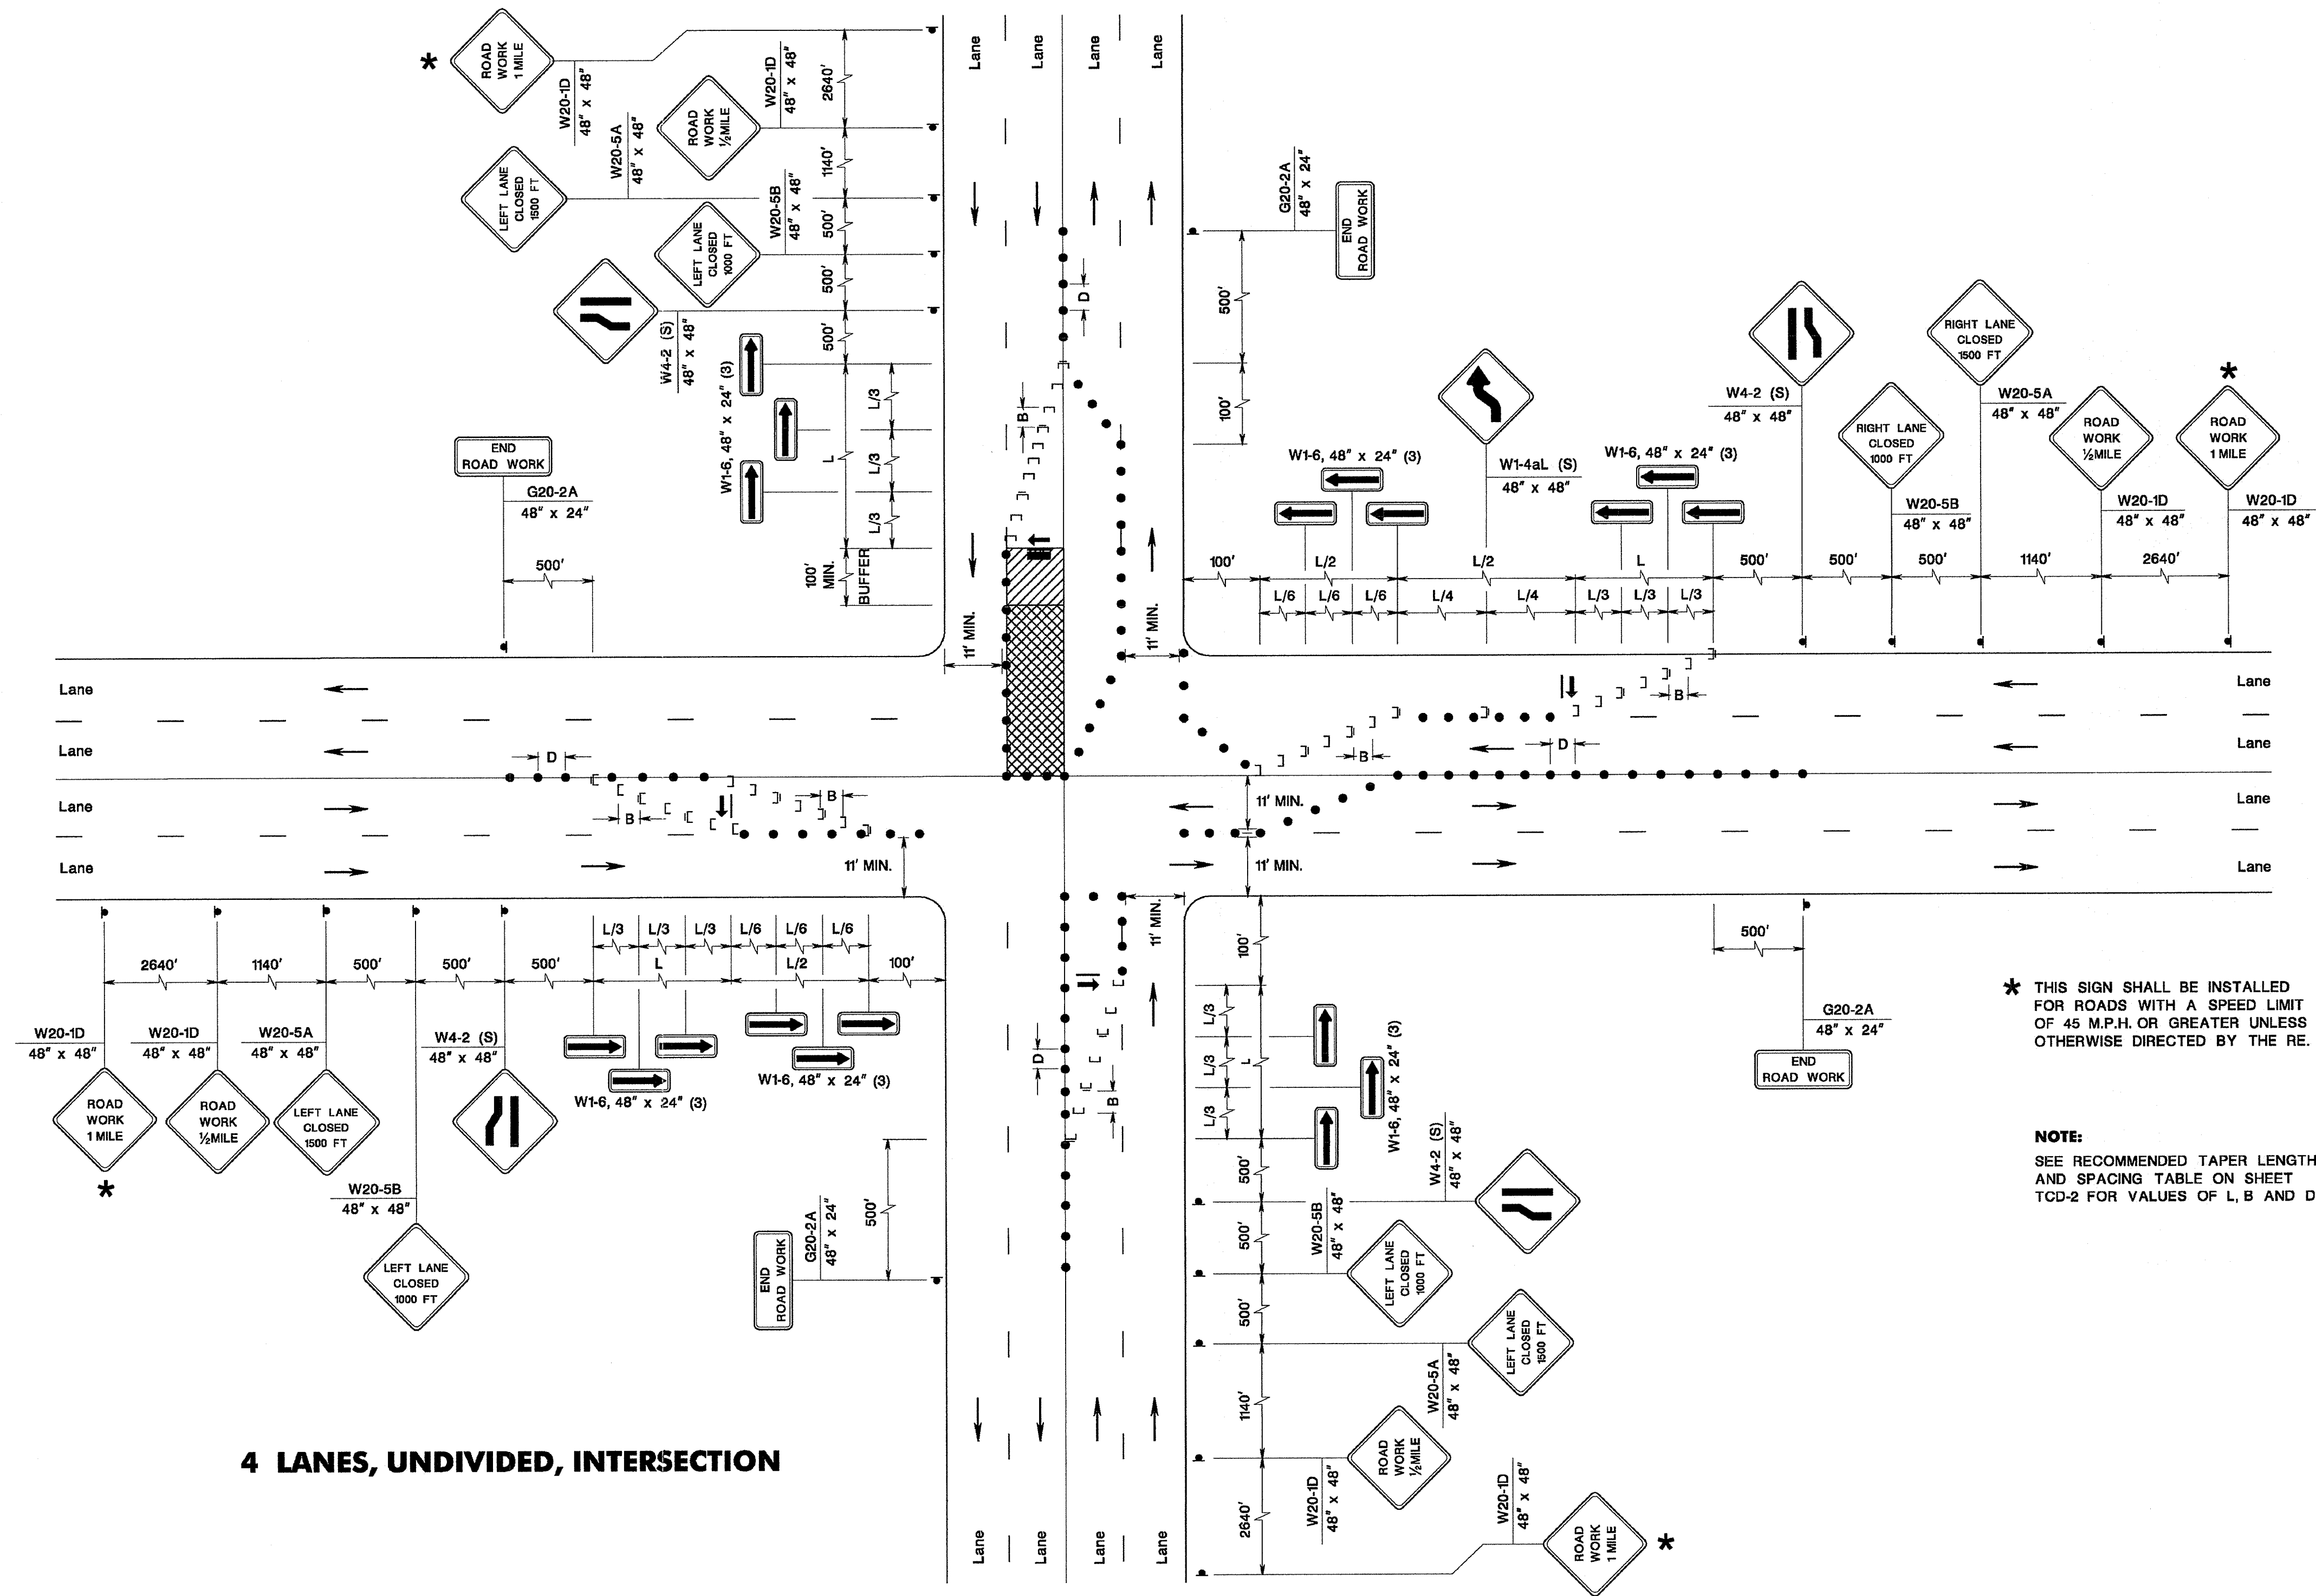 ROAD
WORK
1 MILE
W20-1D
48" x 48"
ROAD
WORK
½MILE
W20-1D
48" x 48"
LEFT LANE
CLOSED
1500 FT
W20-5A
48" x 48"
LEFT LANE
CLOSED
1000 FT
W20-5B
48" x 48"
W4-2 (S)
48" x 48"
W1-6, 48" x 24" (3)
2640'
1140'
500'
500'
500'
L
L/3
L/3
L/3
100'
MIN.
BUFFER
END
ROAD WORK
G20-2A
48" x 24"
500'
Lane
Lane
Lane
Lane
D
B
11' MIN.
11' MIN.
G20-2A
48" x 24"
END
ROAD WORK
500'
100'
W1-6, 48" x 24" (3)
W1-4aL (S)
48" x 48"
W1-6, 48" x 24" (3)
W4-2 (S)
48" x 48"
RIGHT LANE
CLOSED
1000 FT
W20-5B
48" x 48"
RIGHT LANE
CLOSED
1500 FT
W20-5A
48" x 48"
ROAD
WORK
½MILE
W20-1D
48" x 48"
*
ROAD
WORK
1 MILE
W20-1D
48" x 48"
100'
L/2
L/2
L
500'
500'
500'
1140'
2640'
L/6
L/6
L/6
L/4
L/4
L/3
L/3
L/3
Lane
Lane
Lane
Lane
Lane
Lane
Lane
Lane
D
B
B
B
D
B
11' MIN.
11' MIN.
11' MIN.
11' MIN.
L/3
L/3
L/3
L/6
L/6
L/6
2640'
1140'
500'
500'
500'
L
L/2
100'
W20-1D
48" x 48"
W20-1D
48" x 48"
W20-5A
48" x 48"
W4-2 (S)
48" x 48"
W1-6, 48" x 24" (3)
W1-6, 48" x 24" (3)
ROAD
WORK
1 MILE
*
ROAD
WORK
½MILE
LEFT LANE
CLOSED
1500 FT
W20-5B
48" x 48"
LEFT LANE
CLOSED
1000 FT
END
ROAD WORK
G20-2A
48" x 24"
500'
D
B
100'
L/3
L/3
L/3
L
W1-6, 48" x 24" (3)
500'
500'
500'
1140'
2640'
W4-2 (S)
48" x 48"
W20-5B
48" x 48"
LEFT LANE
CLOSED
1000 FT
W20-5A
48" x 48"
LEFT LANE
CLOSED
1500 FT
W20-1D
48" x 48"
ROAD
WORK
½MILE
W20-1D
48" x 48"
ROAD
WORK
1 MILE
*
Lane
Lane
Lane
Lane
500'
G20-2A
48" x 24"
END
ROAD WORK
* THIS SIGN SHALL BE INSTALLED
FOR ROADS WITH A SPEED LIMIT
OF 45 M.P.H. OR GREATER UNLESS
OTHERWISE DIRECTED BY THE RE.
NOTE:
SEE RECOMMENDED TAPER LENGTH
AND SPACING TABLE ON SHEET
TCD-2 FOR VALUES OF L, B AND D
4 LANES, UNDIVIDED, INTERSECTION
*